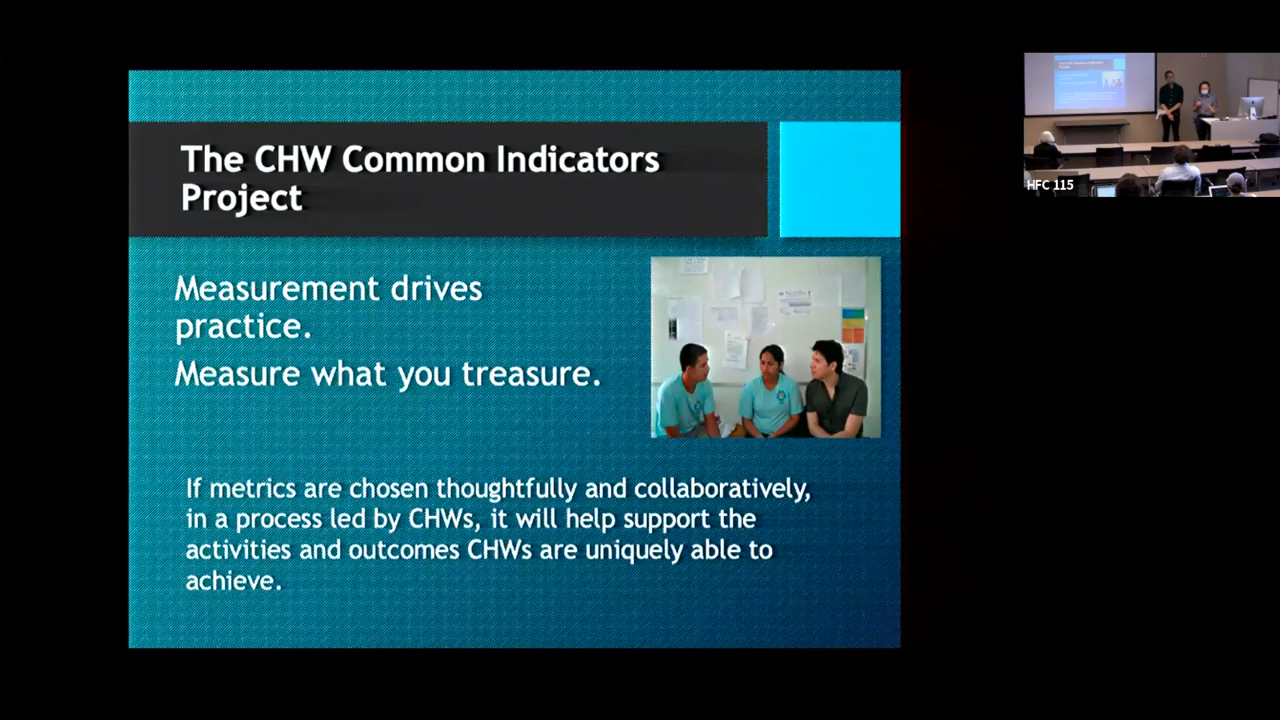 The CHW Common Indicators
Project
Measurement drives
practice.
Measure what you treasure.
If metrics are chosen thoughtfully and collaboratively,
in a process led by CHWs, it will help support the
activities and outcomes CHWs are uniquely able to
achieve.
HFC 115